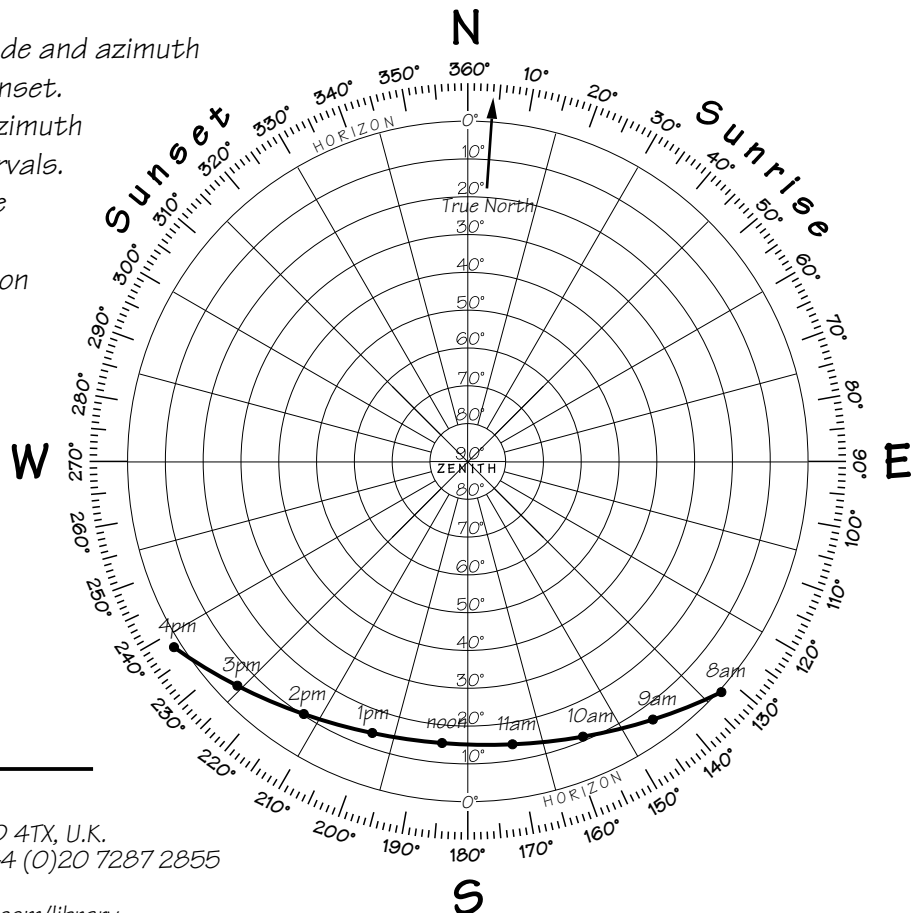 N
de and azimuth
nset.
zimuth
rvals.
e
on
Sunset
Sunrise
HORIZON
360°
10°
20°
30°
40°
50°
60°
70°
80°
90°
100°
110°
120°
130°
140°
150°
160°
170°
180°
190°
200°
210°
220°
230°
240°
250°
260°
270°
280°
290°
300°
310°
320°
330°
340°
350°
0°
10°
20°
True North
30°
40°
50°
60°
70°
80°
90°
ZENITH
80°
70°
60°
50°
40°
30°
20°
10°
0°
W
E
4pm
3pm
2pm
1pm
noon
11am
10am
9am
8am
HORIZON
4TX, U.K.
4 (0)20 7287 2855
S
com/library